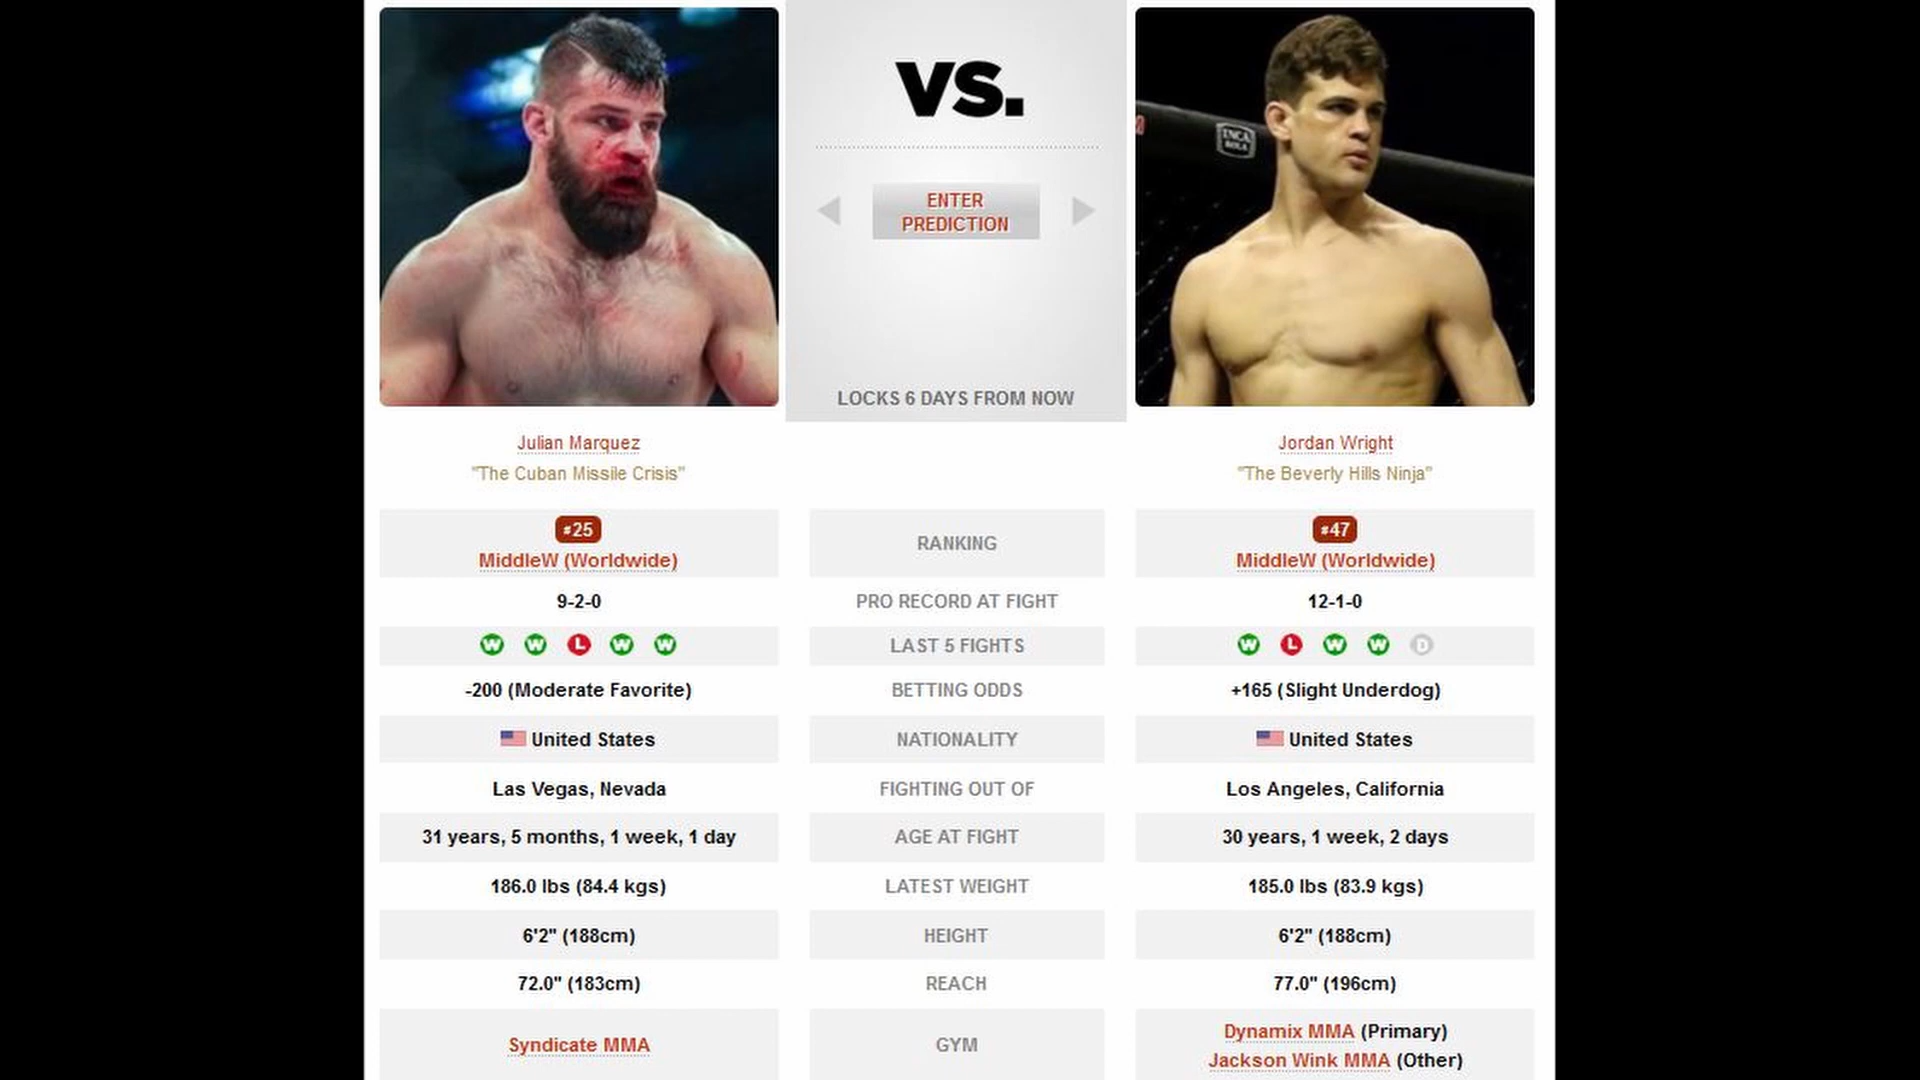 VS.
INCA
KOLA
ENTER
PREDICTION
LOCKS 6 DAYS FROM NOW
Julian Marquez
Jordan Wright
"The Cuban Missile Crisis"
"The Beverly Hills Ninja"
#25
MiddleW (Worldwide)
RANKING
#47
MiddleW (Worldwide)
9-2-0
PRO RECORD AT FIGHT
12-1-0
W W L W W
LAST 5 FIGHTS
W L W W D
-200 (Moderate Favorite)
BETTING ODDS
+165 (Slight Underdog)
United States
NATIONALITY
United States
Las Vegas, Nevada
FIGHTING OUT OF
Los Angeles, California
31 years, 5 months, 1 week, 1 day
AGE AT FIGHT
30 years, 1 week, 2 days
186.0 lbs (84.4 kgs)
LATEST WEIGHT
185.0 lbs (83.9 kgs)
6'2" (188cm)
HEIGHT
6'2" (188cm)
72.0" (183cm)
REACH
77.0" (196cm)
Syndicate MMA
GYM
Dynamix MMA (Primary)
Jackson Wink MMA (Other)